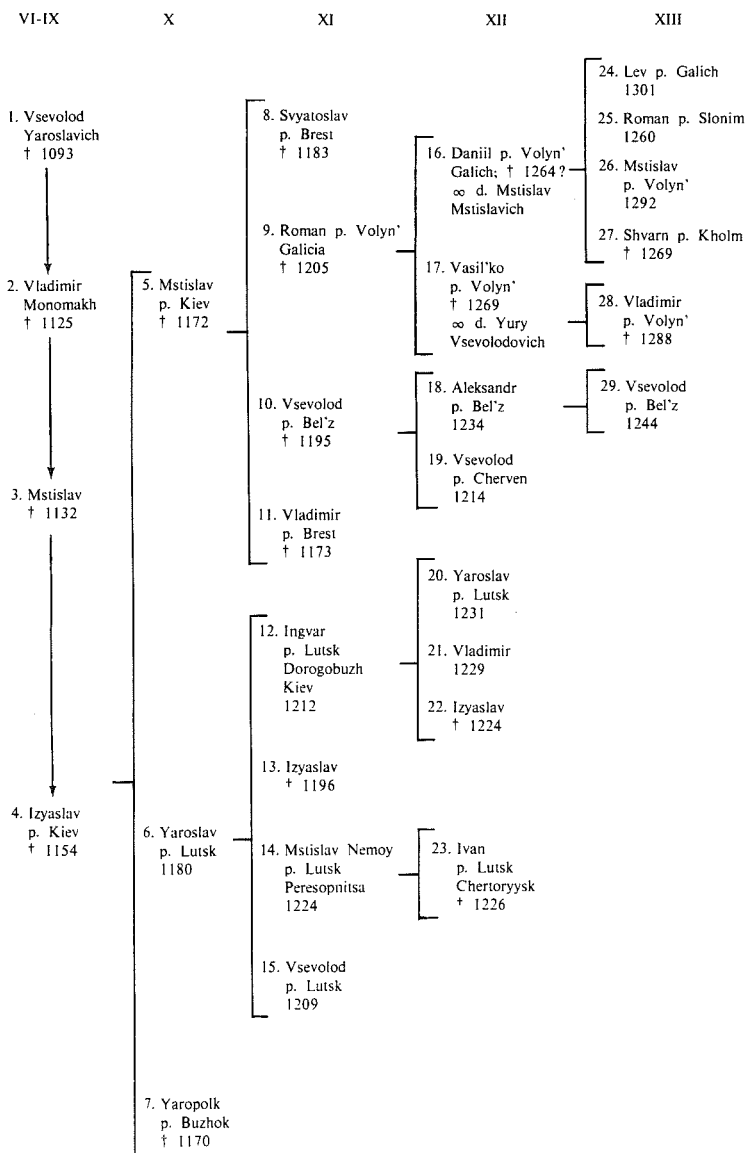 VI-IX X XI XII XIII
1. Vsevolod
Yaroslavich
† 1093
2. Vladimir
Monomakh
† 1125
3. Mstislav
† 1132
4. Izyaslav
p. Kiev
† 1154
5. Mstislav
p. Kiev
† 1172
6. Yaroslav
p. Lutsk
1180
7. Yaropolk
p. Buzhok
† 1170
8. Svyatoslav
p. Brest
† 1183
9. Roman p. Volyn'
Galicia
† 1205
10. Vsevolod
p. Bel'z
† 1195
11. Vladimir
p. Brest
† 1173
12. Ingvar
p. Lutsk
Dorogobuzh
Kiev
1212
13. Izyaslav
† 1196
14. Mstislav Nemoy
p. Lutsk
Peresopnitsa
1224
15. Vsevolod
p. Lutsk
1209
16. Daniil p. Volyn'
Galich; † 1264?
∞ d. Mstislav
Mstislavich
17. Vasil'ko
p. Volyn'
† 1269
∞ d. Yury
Vsevolodovich
18. Aleksandr
p. Bel'z
1234
19. Vsevolod
p. Cherven
1214
20. Yaroslav
p. Lutsk
1231
21. Vladimir
1229
22. Izyaslav
† 1224
23. Ivan
p. Lutsk
Chertoryysk
† 1226
24. Lev p. Galich
1301
25. Roman p. Slonim
1260
26. Mstislav
p. Volyn'
1292
27. Shvarn p. Kholm
† 1269
28. Vladimir
p. Volyn'
† 1288
29. Vsevolod
p. Bel'z
1244